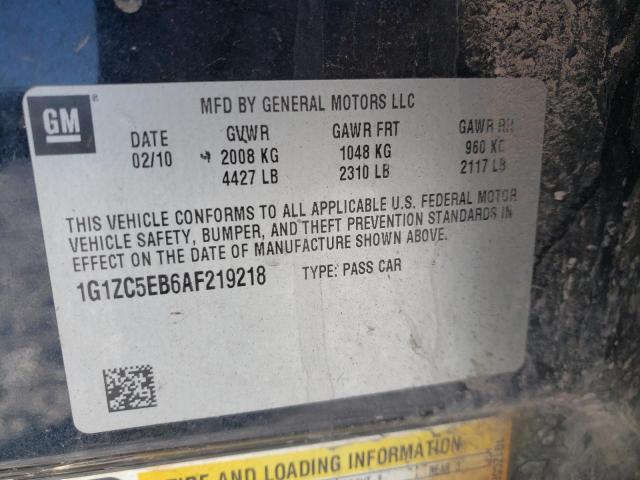 GM
MFD BY GENERAL MOTORS LLC
DATE GVWR GAWR FRT GAWR RR
02/10 2008 KG 1048 KG 960 KG
4427 LB 2310 LB 2117 LB
THIS VEHICLE CONFORMS TO ALL APPLICABLE U.S. FEDERAL MOTOR
VEHICLE SAFETY, BUMPER, AND THEFT PREVENTION STANDARDS IN
EFFECT ON THE DATE OF MANUFACTURE SHOWN ABOVE.
1G1ZC5EB6AF219218 TYPE: PASS CAR
AND LOADING INFORMATION